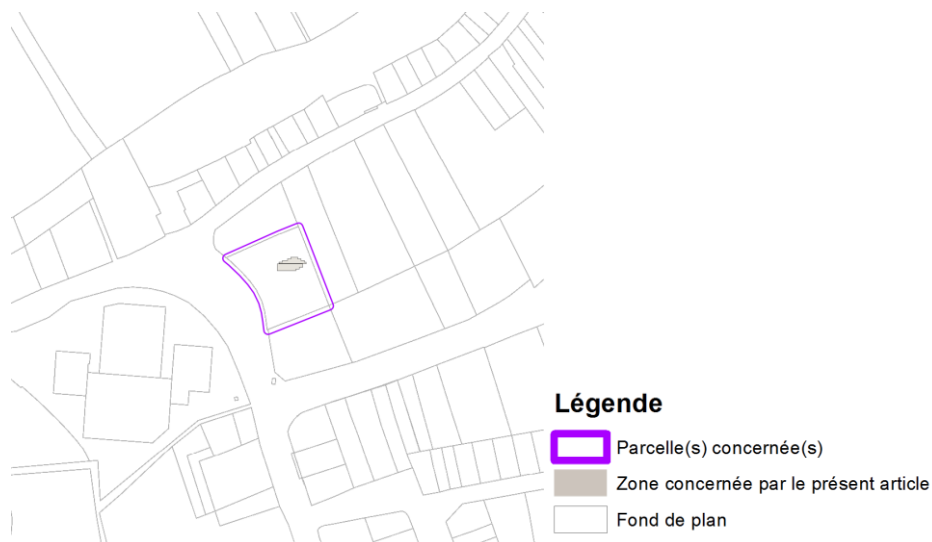 Légende
Parcelle(s) concernée(s)
Zone concernée par le présent article
Fond de plan